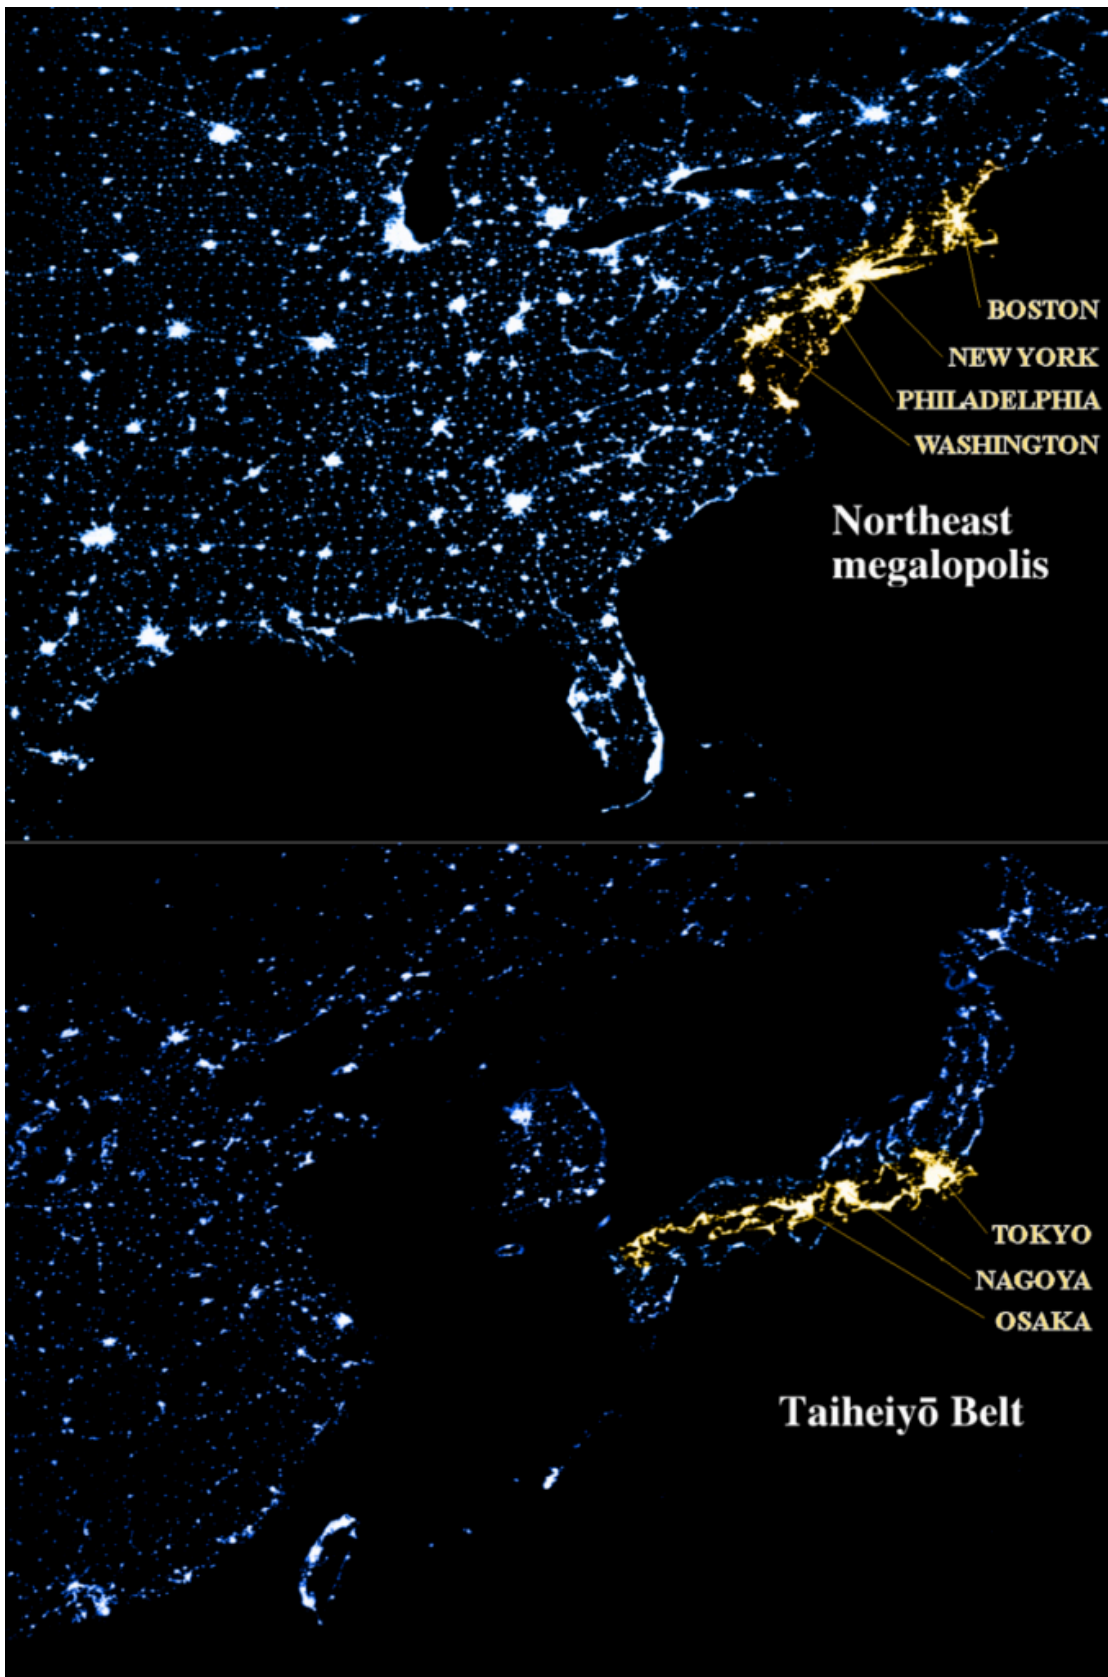 BOSTON
NEW YORK
PHILADELPHIA
WASHINGTON
Northeast
megalopolis
TOKYO
NAGOYA
OSAKA
Taiheiyō Belt